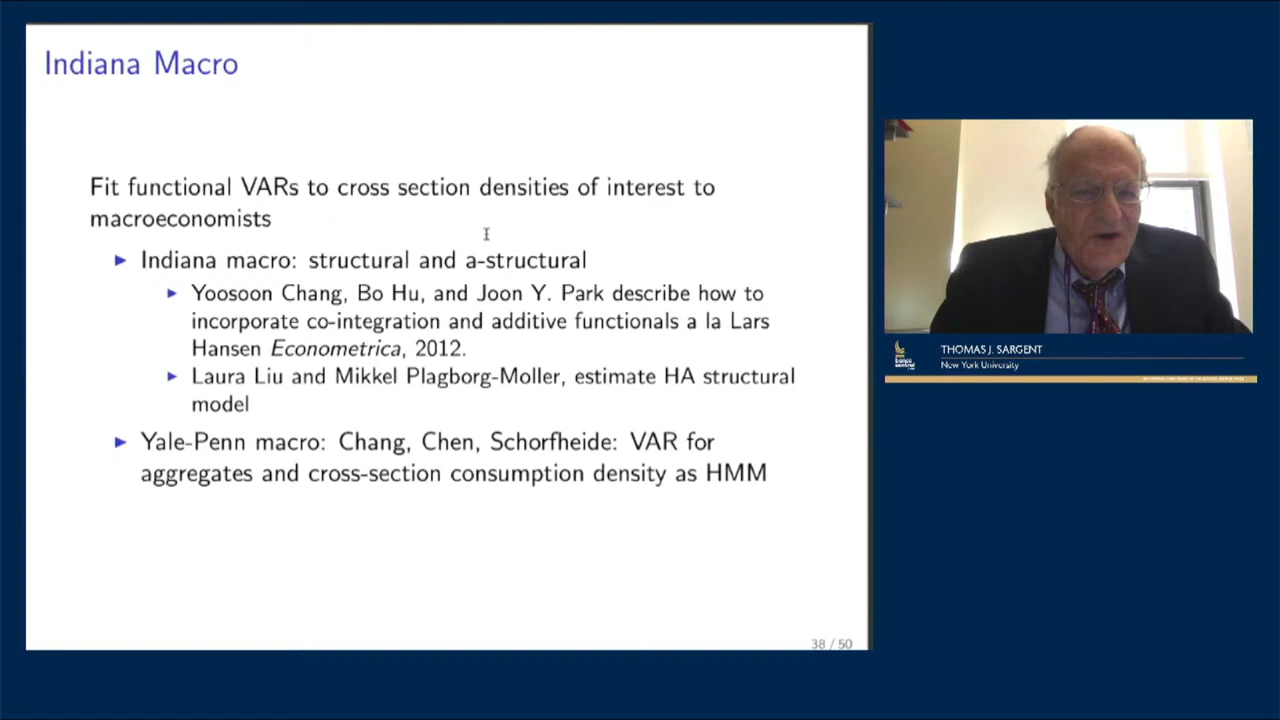 Indiana Macro
Fit functional VARs to cross section densities of interest to
macroeconomists
Indiana macro: structural and a-structural
Yoosoon Chang, Bo Hu, and Joon Y. Park describe how to
incorporate co-integration and additive functionals a la Lars
Hansen Econometrica, 2012.
Laura Liu and Mikkel Plagborg-Moller, estimate HA structural
model
Yale-Penn macro: Chang, Chen, Schorfheide: VAR for
aggregates and cross-section consumption density as HMM
38 / 50
THOMAS J. SARGENT
New York University
banco
central